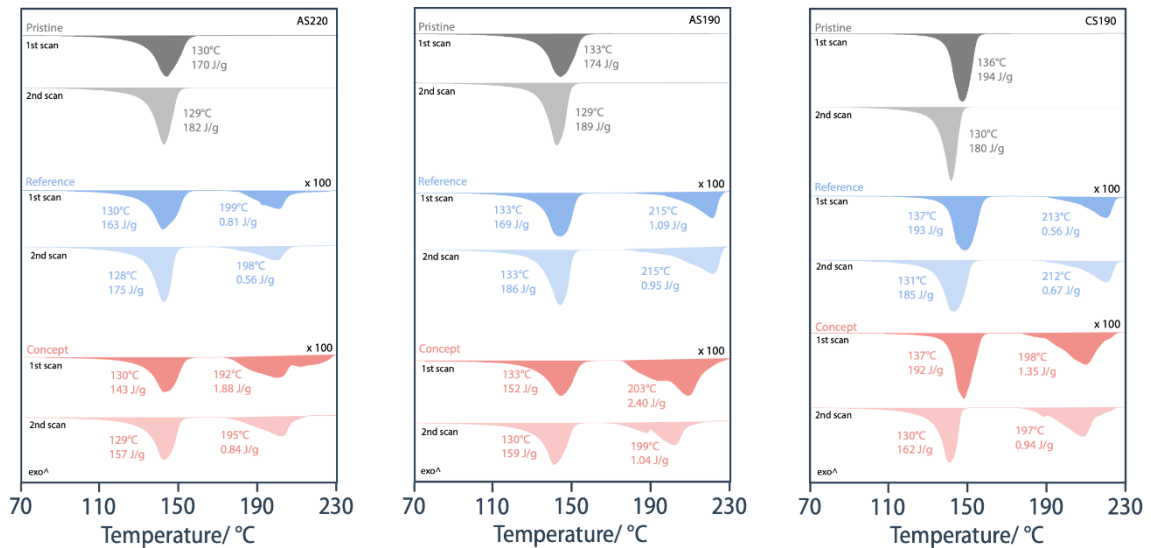 AS220
Pristine
1st scan
130°C
170 J/g
2nd scan
129°C
182 J/g
Reference
x 100
1st scan
130°C
163 J/g
199°C
0.81 J/g
2nd scan
128°C
175 J/g
198°C
0.56 J/g
Concept
x 100
1st scan
130°C
143 J/g
192°C
1.88 J/g
2nd scan
129°C
157 J/g
195°C
0.84 J/g
exo^
70 110 150 190 230
Temperature/ °C
AS190
Pristine
1st scan
133°C
174 J/g
2nd scan
129°C
189 J/g
Reference
x 100
1st scan
133°C
169 J/g
215°C
1.09 J/g
2nd scan
133°C
186 J/g
215°C
0.95 J/g
Concept
x 100
1st scan
133°C
152 J/g
203°C
2.40 J/g
2nd scan
130°C
159 J/g
199°C
1.04 J/g
exo^
70 110 150 190 230
Temperature/ °C
CS190
Pristine
1st scan
136°C
194 J/g
2nd scan
130°C
180 J/g
Reference
x 100
1st scan
137°C
193 J/g
213°C
0.56 J/g
2nd scan
131°C
185 J/g
212°C
0.67 J/g
Concept
x 100
1st scan
137°C
192 J/g
198°C
1.35 J/g
2nd scan
130°C
162 J/g
197°C
0.94 J/g
exo^
70 110 150 190 230
Temperature/ °C